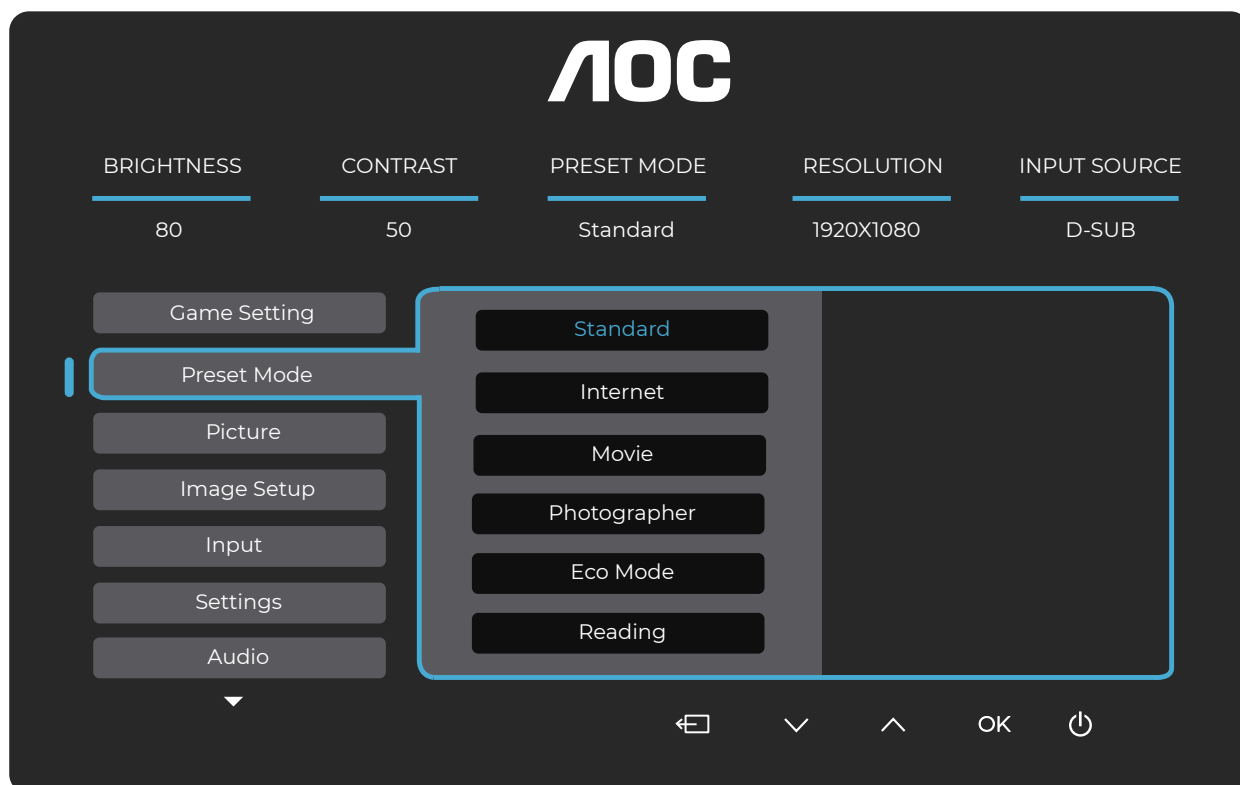 AOC
BRIGHTNESS CONTRAST PRESET MODE RESOLUTION INPUT SOURCE
80 50 Standard 1920X1080 D-SUB
Game Setting
Preset Mode
Picture
Image Setup
Input
Settings
Audio
Standard
Internet
Movie
Photographer
Eco Mode
Reading
OK